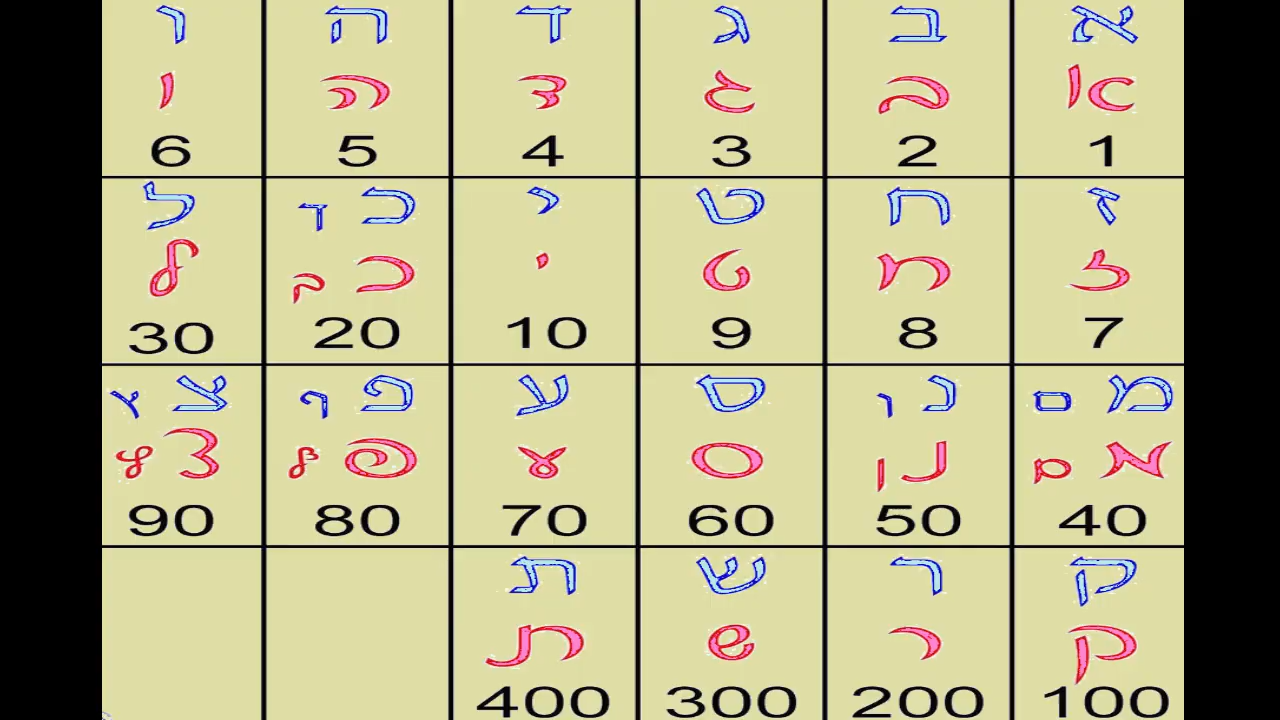 א ב ג ד ה ו
א ב ג ד ה ו
1 2 3 4 5 6
ז ח ט י כ ך ל
ז ח ט י כ ך ל
7 8 9 10 20 30
מ ם נ ן ס ע פ ף צ ץ
מ ם נ ן ס ע פ ף צ ץ
40 50 60 70 80 90
ק ר ש ת
ק ר ש ת
100 200 300 400